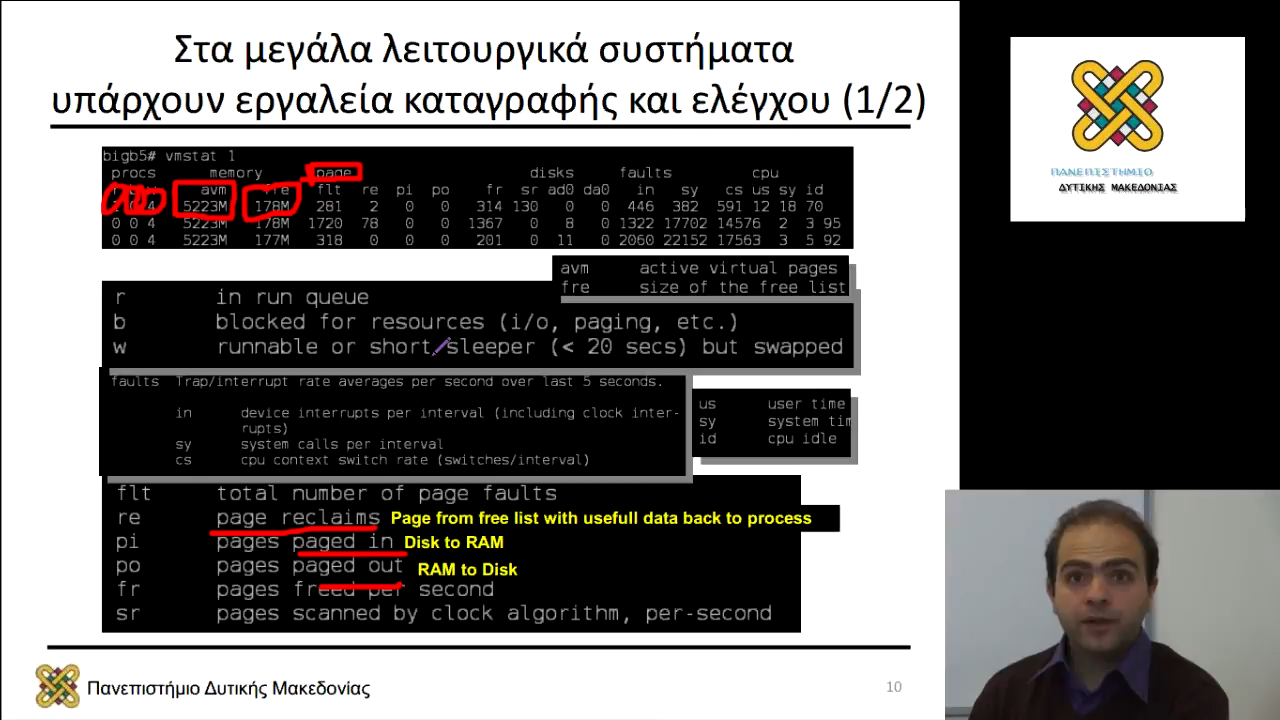 Στα μεγάλα λειτουργικά συστήματα
υπάρχουν εργαλεία καταγραφής και ελέγχου (1/2)
bigb5# vmstat 1
procs memory page disks faults cpu
avm fre flt re pi po fr sr ad0 da0 in sy cs us sy id
4 5223M 178M 281 2 0 0 314 130 0 0 446 382 591 12 18 70
0 0 4 5223M 178M 1720 78 0 0 1367 0 8 0 1322 17702 14576 2 3 95
0 0 4 5223M 177M 318 0 0 0 201 0 11 0 2060 22152 17563 3 5 92
avm active virtual pages
fre size of the free list
r in run queue
b blocked for resources (i/o, paging, etc.)
w runnable or short sleeper (< 20 secs) but swapped
faults Trap/interrupt rate averages per second over last 5 seconds.
in device interrupts per interval (including clock inter-
rupts)
sy system calls per interval
cs cpu context switch rate (switches/interval)
us user time
sy system tim
id cpu idle
flt total number of page faults
re page reclaims Page from free list with usefull data back to process
pi pages paged in Disk to RAM
po pages paged out RAM to Disk
fr pages freed per second
sr pages scanned by clock algorithm, per-second
Πανεπιστήμιο Δυτικής Μακεδονίας
10
ΠΑΝΕΠΙΣΤΗΜΙΟ
ΔΥΤΙΚΗΣ ΜΑΚΕΔΟΝΙΑΣ